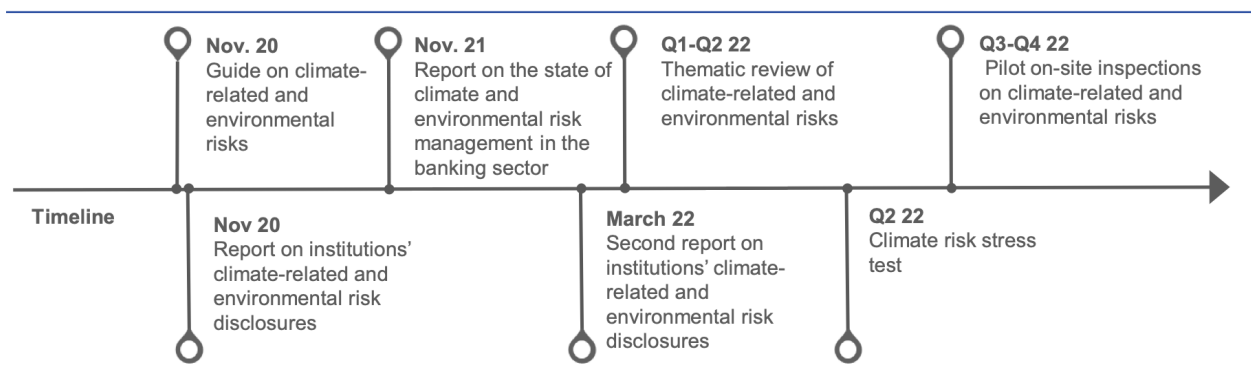 Nov. 20
Guide on climate-
related and
environmental
risks
Nov. 21
Report on the state of
climate and
environmental risk
management in the
banking sector
Q1-Q2 22
Thematic review of
climate-related and
environmental risks
Q3-Q4 22
Pilot on-site inspections
on climate-related and
environmental risks
Timeline
Nov 20
Report on institutions’
climate-related and
environmental risk
disclosures
March 22
Second report on
institutions’ climate-
related and
environmental risk
disclosures
Q2 22
Climate risk stress
test